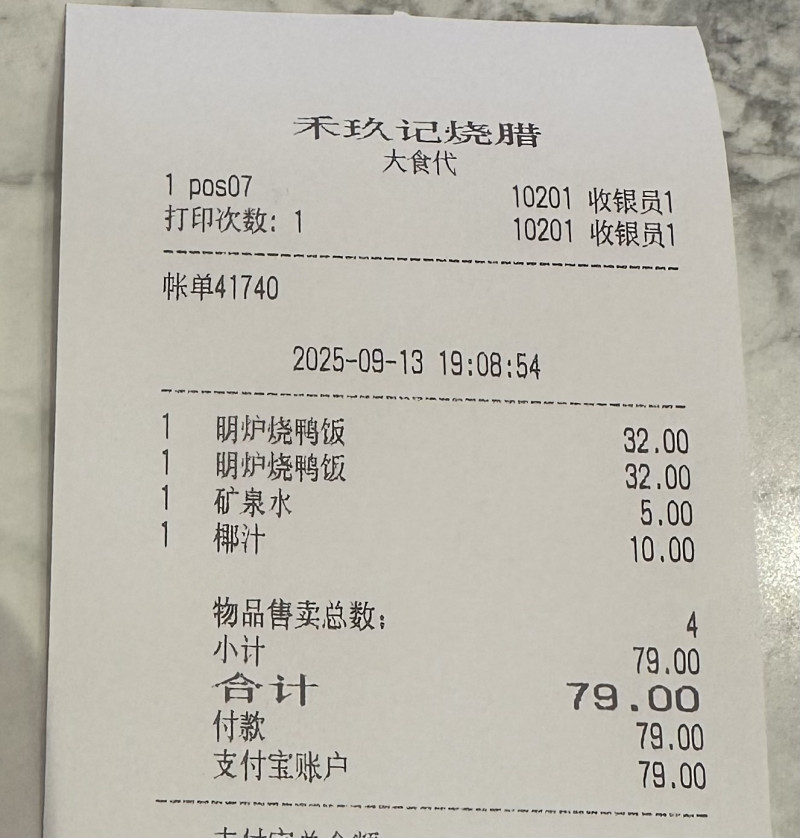 禾玖记烧腊
大食代
1 pos07 10201 收银员1
打印次数: 1 10201 收银员1
帐单41740
2025-09-13 19:08:54
1 明炉烧鸭饭 32.00
1 明炉烧鸭饭 32.00
1 矿泉水 5.00
1 椰汁 10.00
物品售卖总数: 4
小计 79.00
合计 79.00
付款 79.00
支付宝账户 79.00